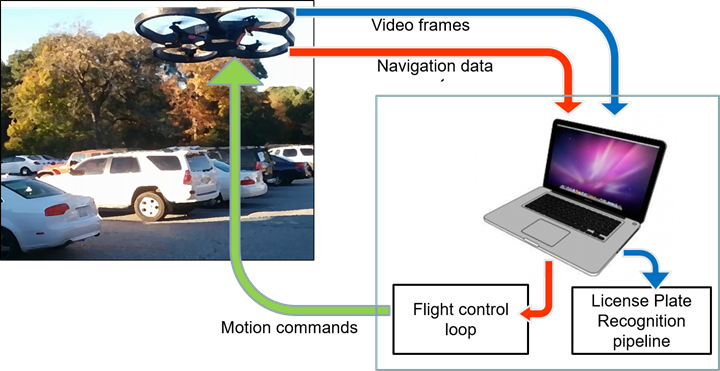 Video frames
Navigation data
Flight control
loop
License Plate
Recognition
pipeline
Motion commands